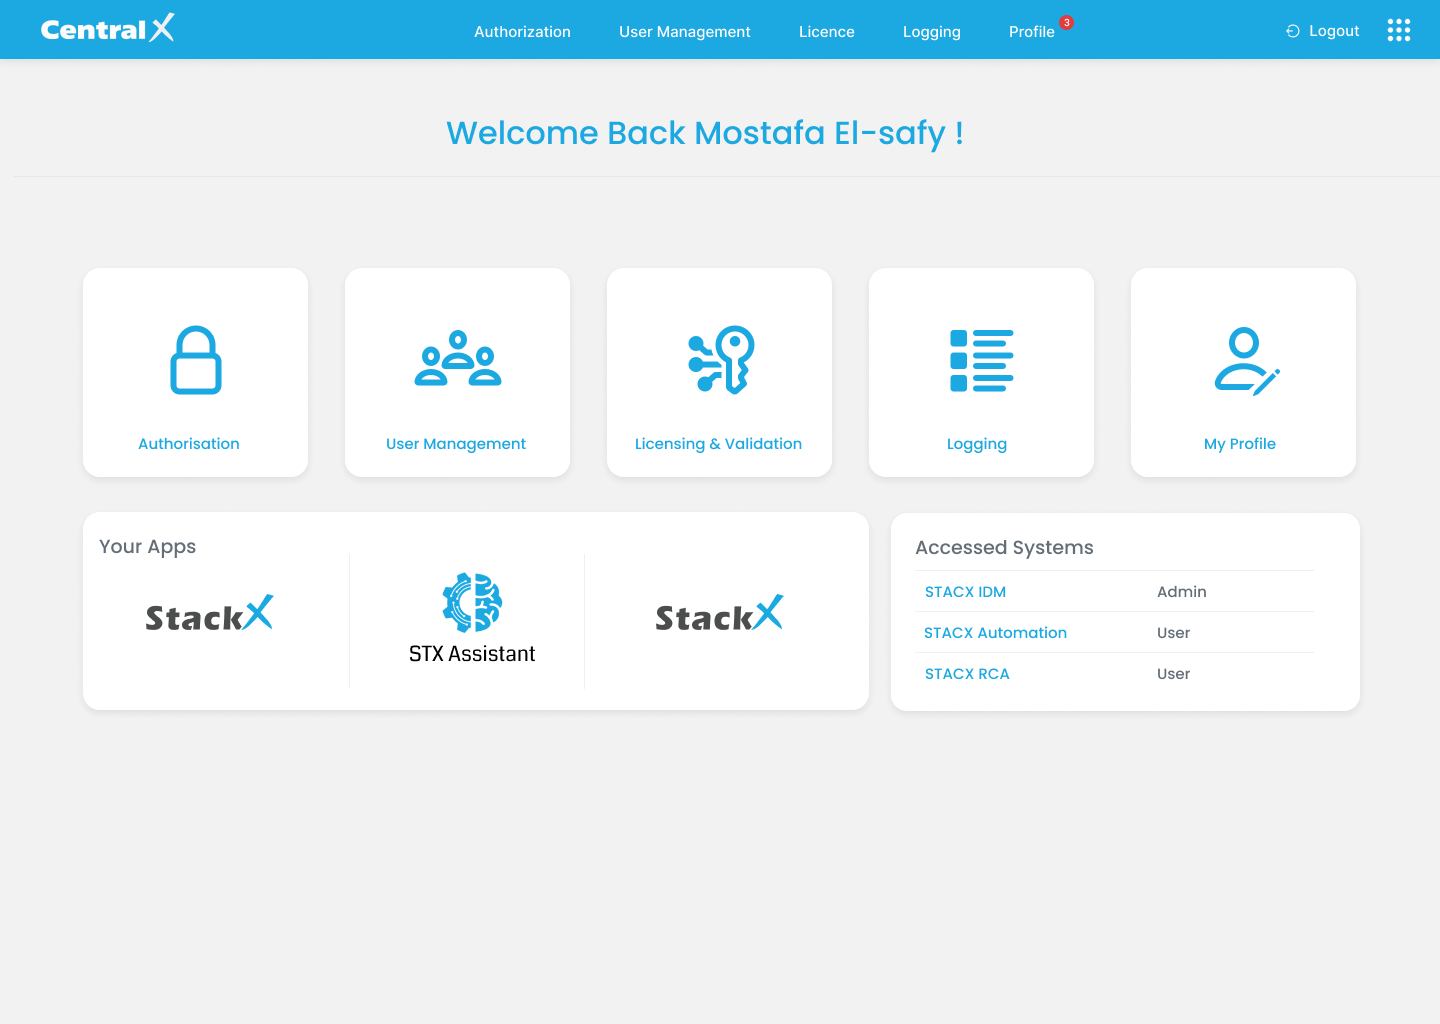 CentralX
Authorization
User Management
Licence
Logging
Profile
3
Logout
Welcome Back Mostafa El-safy !
Authorisation
User Management
Licensing & Validation
Logging
My Profile
Your Apps
StackX
STX Assistant
StackX
Accessed Systems
STACX IDM Admin
STACX Automation User
STACX RCA User